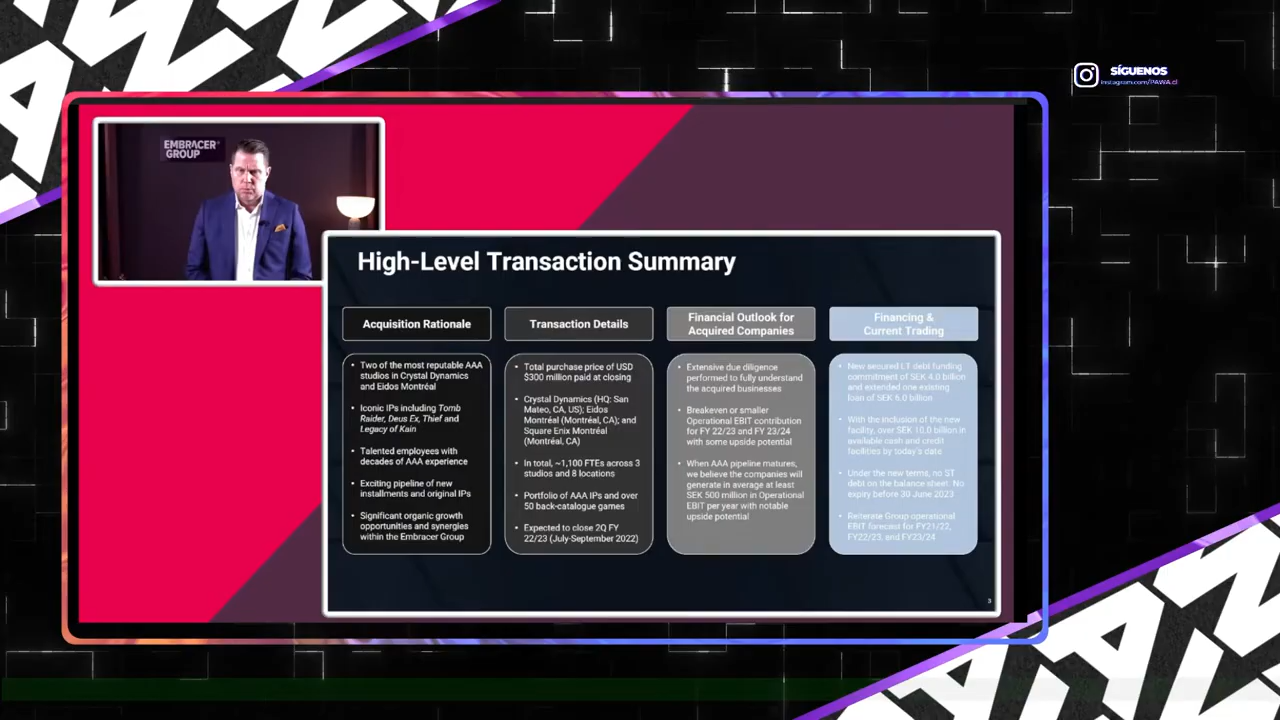 SÍGUENOS
instagram.com/PAWA.cl
EMBRACER
GROUP
High-Level Transaction Summary
Acquisition Rationale
• Two of the most reputable AAA
studios in Crystal Dynamics
and Eidos Montréal
• Iconic IPs including Tomb
Raider, Deus Ex, Thief and
Legacy of Kain
• Talented employees with
decades of AAA experience
• Exciting pipeline of new
installments and original IPs
• Significant organic growth
opportunities and synergies
within the Embracer Group
Transaction Details
• Total purchase price of USD
$300 million paid at closing
• Crystal Dynamics (HQ: San
Mateo, CA, US); Eidos
Montréal (Montréal, CA); and
Square Enix Montréal
(Montréal, CA)
• In total, ~1,100 FTEs across 3
studios and 8 locations
• Portfolio of AAA IPs and over
50 back-catalogue games
• Expected to close 2Q FY
22/23 (July-September 2022)
Financial Outlook for
Acquired Companies
• Extensive due diligence
performed to fully understand
the acquired businesses
• Breakeven or smaller
Operational EBIT contribution
for FY 22/23 and FY 23/24
with some upside potential
• When AAA pipeline matures,
we believe the companies will
generate in average at least
SEK 500 million in Operational
EBIT per year with notable
upside potential
Financing &
Current Trading
• New secured LT debt funding
commitment of SEK 4.0 billion
and extended one existing
loan of SEK 6.0 billion
• With the inclusion of the new
facility, over SEK 10.0 billion in
available cash and credit
facilities by today's date
• Under the new terms, no ST
debt on the balance sheet. No
expiry before 30 June 2023
• Reiterate Group operational
EBIT forecast for FY21/22,
FY22/23, and FY23/24
3